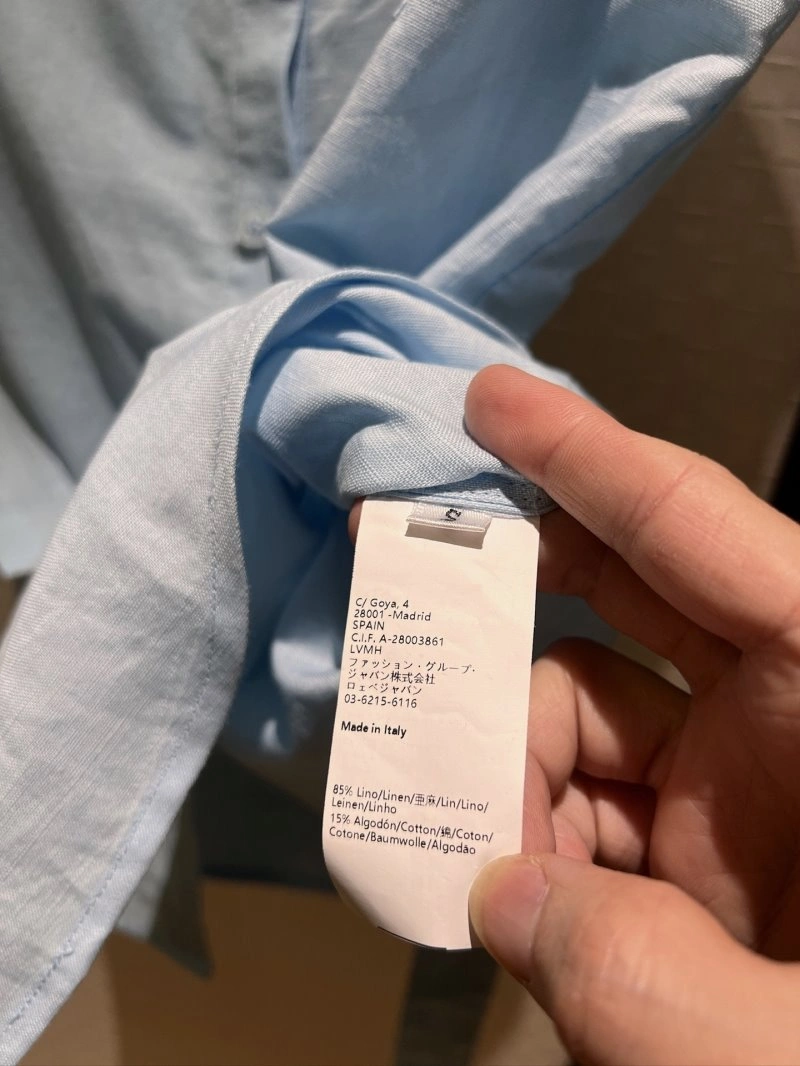 S
C/ Goya, 4
28001 -Madrid
SPAIN
C.I.F. A-28003861
LVMH
ファッション・グループ・
ジャパン株式会社
ロエベジャパン
03-6215-6116
Made in Italy
85% Lino/Linen/亜麻/Lin/Lino/
Leinen/Linho
15% Algodón/Cotton/綿/Coton/
Cotone/Baumwolle/Algodão